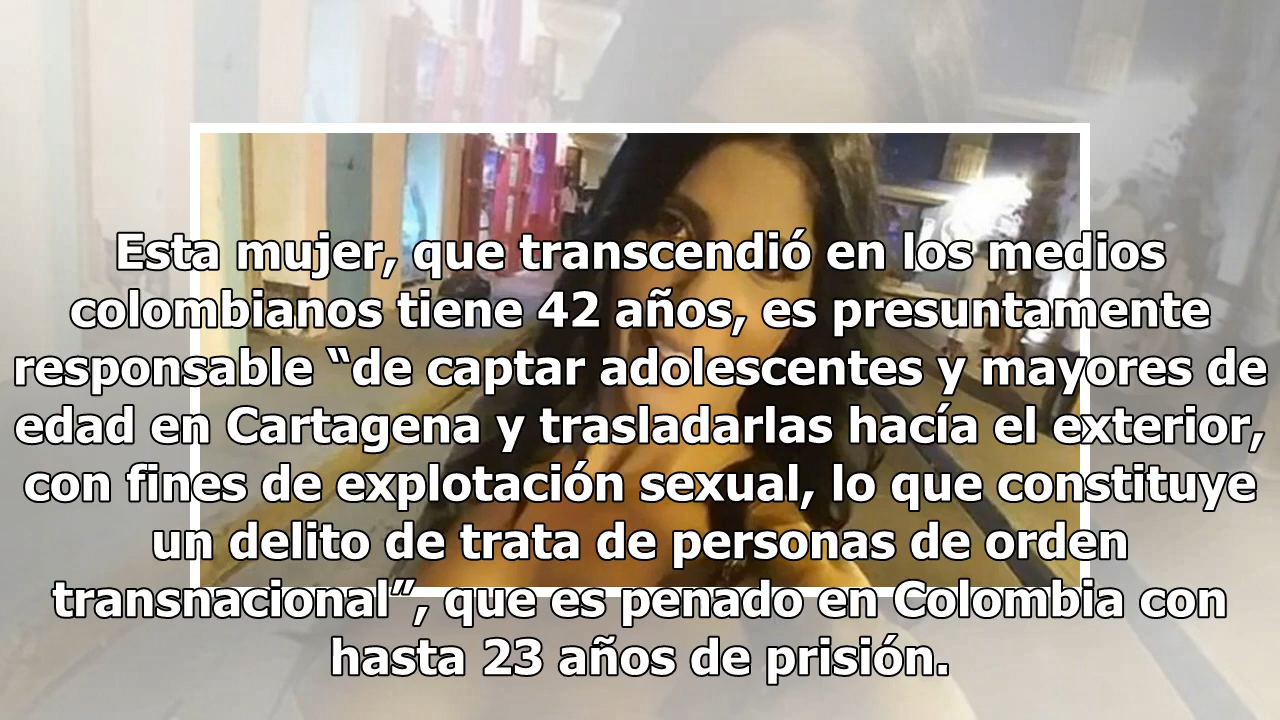 Esta mujer, que transcendió en los medios
colombianos tiene 42 años, es presuntamente
responsable “de captar adolescentes y mayores de
edad en Cartagena y trasladarlas hacía el exterior,
con fines de explotación sexual, lo que constituye
un delito de trata de personas de orden
transnacional”, que es penado en Colombia con
hasta 23 años de prisión.